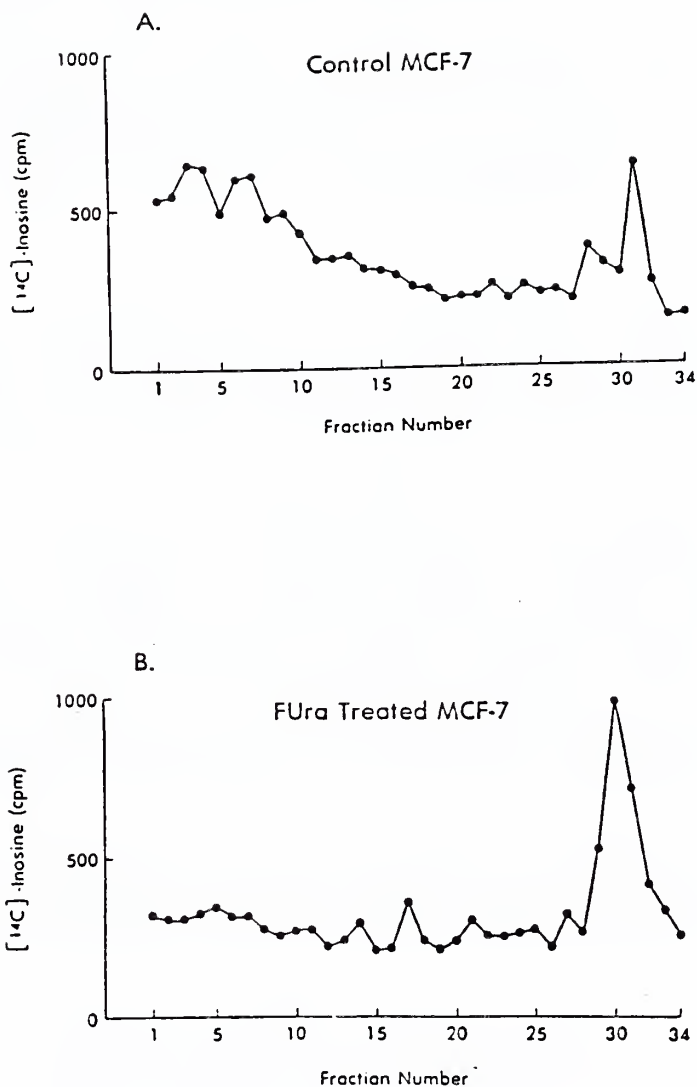 A.
Control MCF-7
1000
500
0
[14C]-Inosine (cpm)
1 5 10 15 20 25 30 34
Fraction Number
B.
FUra Treated MCF-7
1000
500
0
[14C]-Inosine (cpm)
1 5 10 15 20 25 30 34
Fraction Number